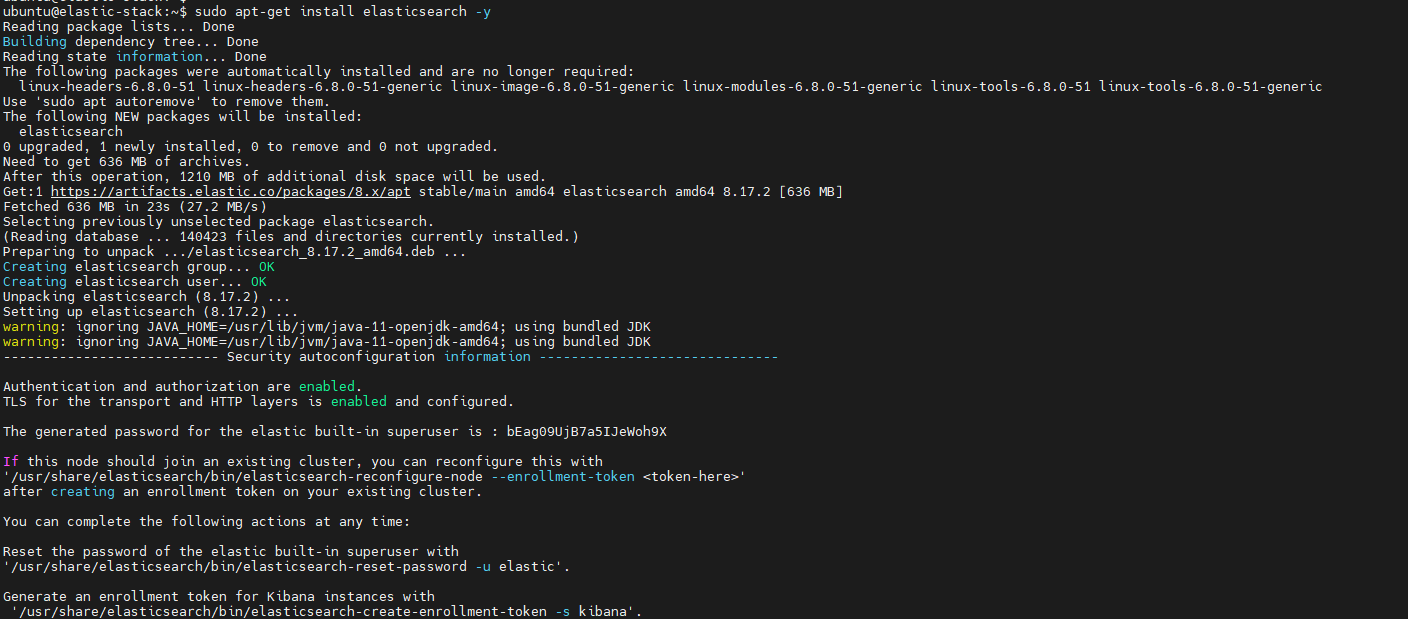 ubuntu@elastic-stack:~$ sudo apt-get install elasticsearch -y
Reading package lists... Done
Building dependency tree... Done
Reading state information... Done
The following packages were automatically installed and are no longer required:
  linux-headers-6.8.0-51 linux-headers-6.8.0-51-generic linux-image-6.8.0-51-generic linux-modules-6.8.0-51-generic linux-tools-6.8.0-51 linux-tools-6.8.0-51-generic
Use 'sudo apt autoremove' to remove them.
The following NEW packages will be installed:
  elasticsearch
0 upgraded, 1 newly installed, 0 to remove and 0 not upgraded.
Need to get 636 MB of archives.
After this operation, 1210 MB of additional disk space will be used.
Get:1 https://artifacts.elastic.co/packages/8.x/apt stable/main amd64 elasticsearch amd64 8.17.2 [636 MB]
Fetched 636 MB in 23s (27.2 MB/s)
Selecting previously unselected package elasticsearch.
(Reading database ... 140423 files and directories currently installed.)
Preparing to unpack .../elasticsearch_8.17.2_amd64.deb ...
Creating elasticsearch group... OK
Creating elasticsearch user... OK
Unpacking elasticsearch (8.17.2) ...
Setting up elasticsearch (8.17.2) ...
warning: ignoring JAVA_HOME=/usr/lib/jvm/java-11-openjdk-amd64; using bundled JDK
warning: ignoring JAVA_HOME=/usr/lib/jvm/java-11-openjdk-amd64; using bundled JDK
--------------------------- Security autoconfiguration information ------------------------------
Authentication and authorization are enabled.
TLS for the transport and HTTP layers is enabled and configured.
The generated password for the elastic built-in superuser is : bEag09UjB7a5IJeWoh9X
If this node should join an existing cluster, you can reconfigure this with
'/usr/share/elasticsearch/bin/elasticsearch-reconfigure-node --enrollment-token <token-here>'
after creating an enrollment token on your existing cluster.
You can complete the following actions at any time:
Reset the password of the elastic built-in superuser with
'/usr/share/elasticsearch/bin/elasticsearch-reset-password -u elastic'.
Generate an enrollment token for Kibana instances with
 '/usr/share/elasticsearch/bin/elasticsearch-create-enrollment-token -s kibana'.